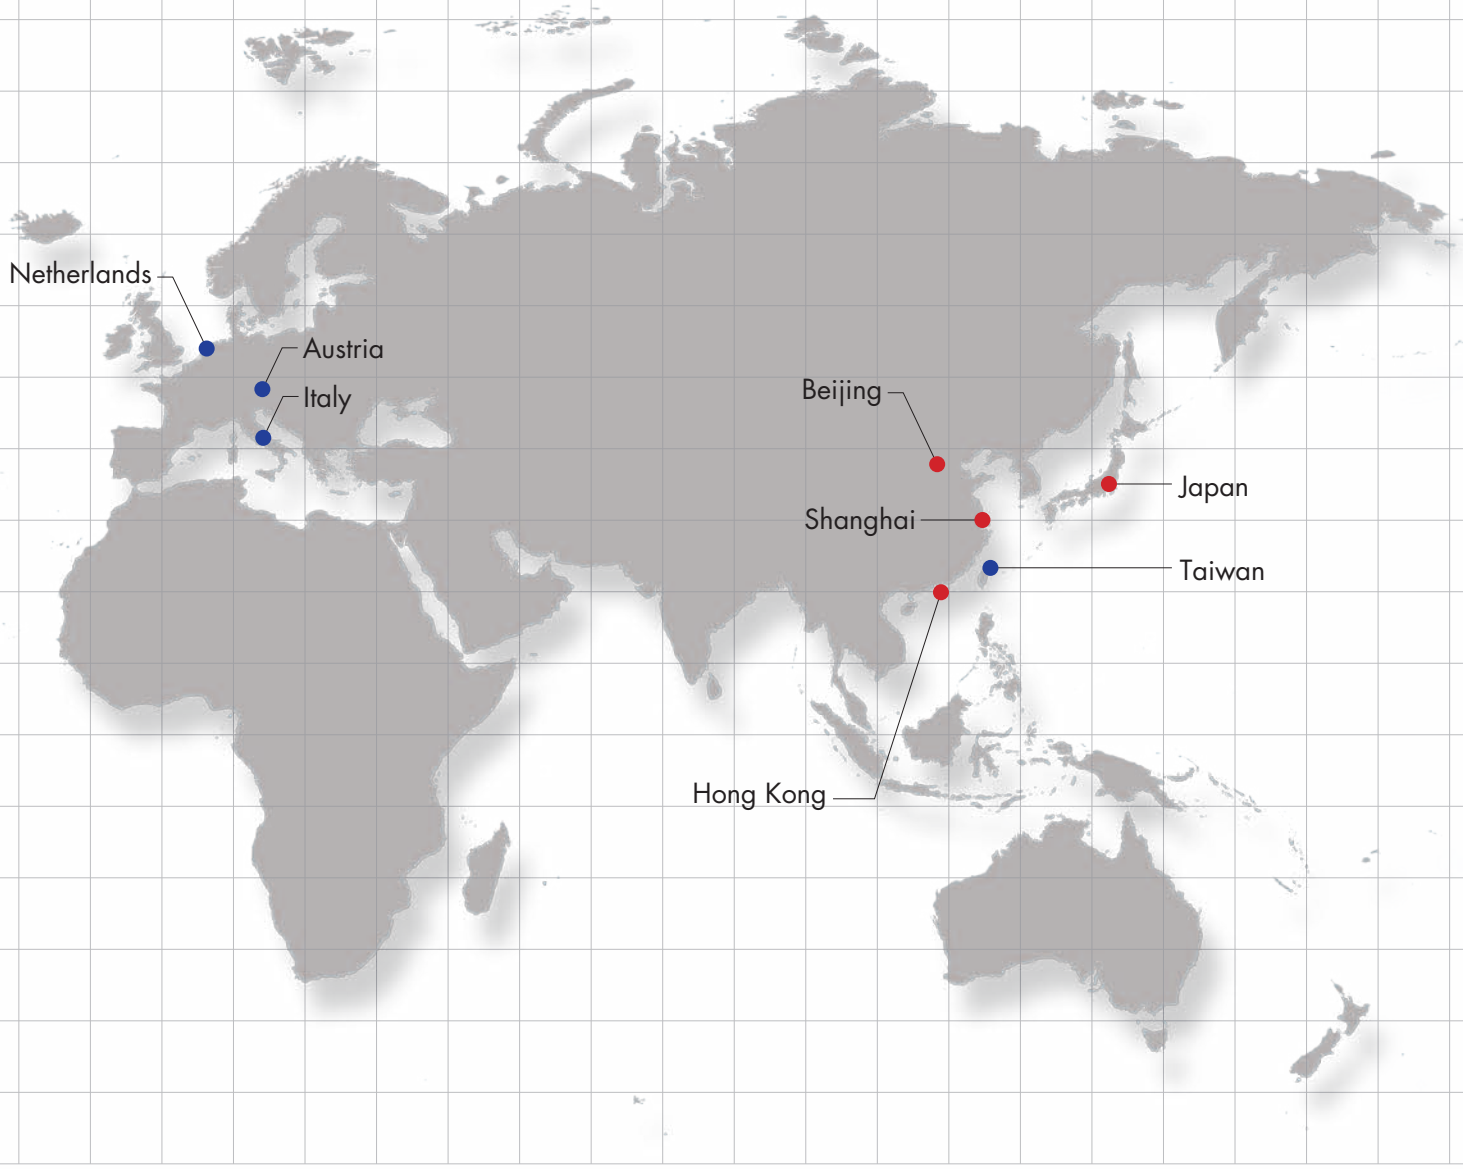 Netherlands
Austria
Italy
Beijing
Japan
Shanghai
Taiwan
Hong Kong